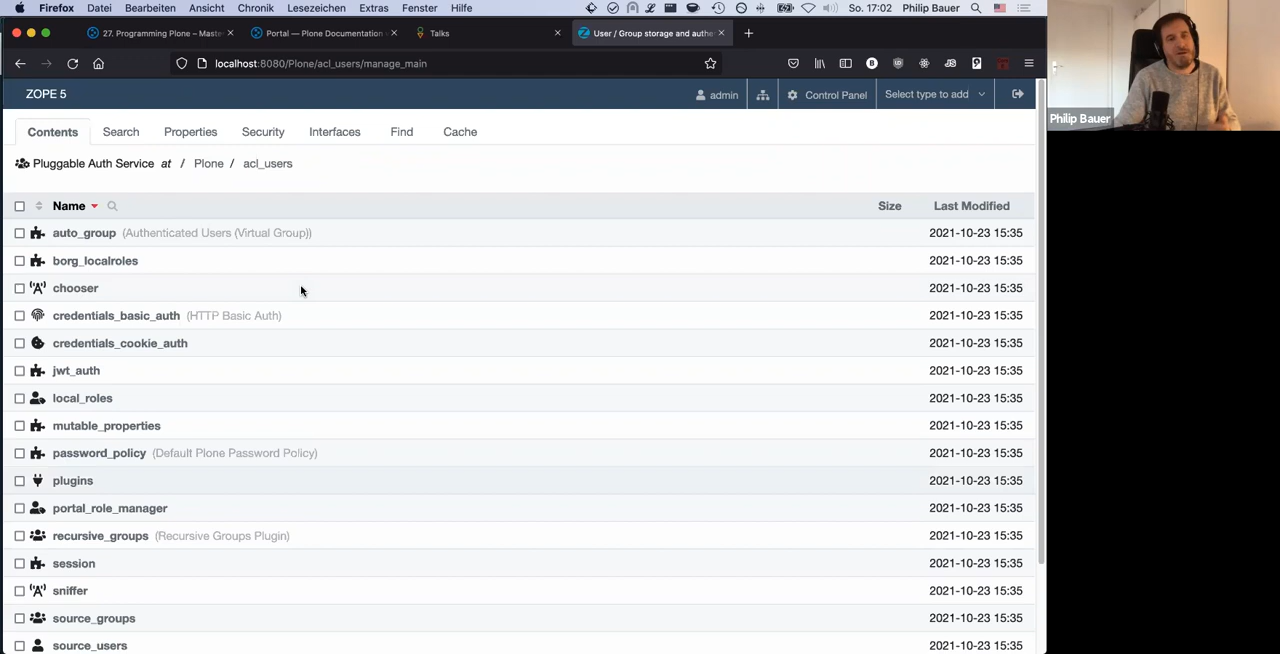 Firefox Datei Bearbeiten Ansicht Chronik Lesezeichen Extras Fenster Hilfe So. 17:02 Philip Bauer
27. Programming Plone – Maste Portal — Plone Documentation Talks User / Group storage and authe
localhost:8080/Plone/acl_users/manage_main
ZOPE 5 admin Control Panel Select type to add
Contents Search Properties Security Interfaces Find Cache
Pluggable Auth Service at / Plone / acl_users
Name Size Last Modified
auto_group (Authenticated Users (Virtual Group)) 2021-10-23 15:35
borg_localroles 2021-10-23 15:35
chooser 2021-10-23 15:35
credentials_basic_auth (HTTP Basic Auth) 2021-10-23 15:35
credentials_cookie_auth 2021-10-23 15:35
jwt_auth 2021-10-23 15:35
local_roles 2021-10-23 15:35
mutable_properties 2021-10-23 15:35
password_policy (Default Plone Password Policy) 2021-10-23 15:35
plugins 2021-10-23 15:35
portal_role_manager 2021-10-23 15:35
recursive_groups (Recursive Groups Plugin) 2021-10-23 15:35
session 2021-10-23 15:35
sniffer 2021-10-23 15:35
source_groups 2021-10-23 15:35
source_users 2021-10-23 15:35
Philip Bauer